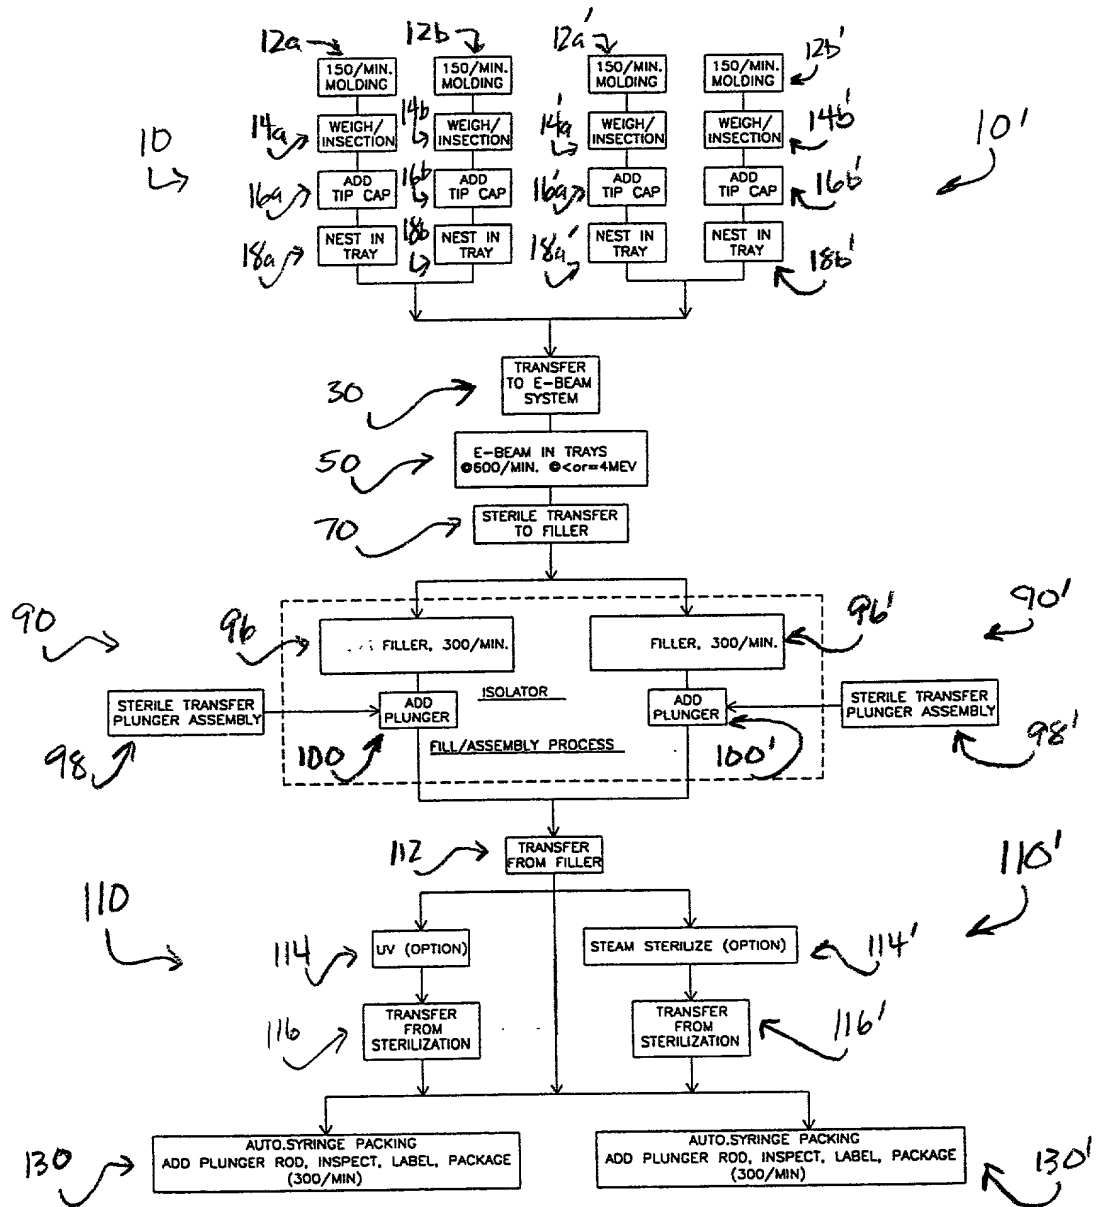 12a 12b 12a' 12b'
150/MIN. 150/MIN. 150/MIN. 150/MIN.
MOLDING MOLDING MOLDING MOLDING
10 14a 14b 14'a 14b' 10'
WEIGH/ WEIGH/ WEIGH/ WEIGH/
INSECTION INSECTION INSECTION INSECTION
16a 16b 16'a 16b'
ADD ADD ADD ADD
TIP CAP TIP CAP TIP CAP TIP CAP
18a 18b 18a' 18b'
NEST IN NEST IN NEST IN NEST IN
TRAY TRAY TRAY TRAY
30
TRANSFER
TO E-BEAM
SYSTEM
50
E-BEAM IN TRAYS
@600/MIN. @<or=4MEV
70
STERILE TRANSFER
TO FILLER
90 96 96' 90'
FILLER, 300/MIN. FILLER, 300/MIN.
STERILE TRANSFER
PLUNGER ASSEMBLY
98
ADD
PLUNGER
100
ISOLATOR
FILL/ASSEMBLY PROCESS
ADD
PLUNGER
100'
STERILE TRANSFER
PLUNGER ASSEMBLY
98'
112
TRANSFER
FROM FILLER
110 110'
114
UV (OPTION)
STEAM STERILIZE (OPTION)
114'
116
TRANSFER
FROM
STERILIZATION
TRANSFER
FROM
STERILIZATION
116'
130
AUTO.SYRINGE PACKING
ADD PLUNGER ROD, INSPECT, LABEL, PACKAGE
(300/MIN)
AUTO.SYRINGE PACKING
ADD PLUNGER ROD, INSPECT, LABEL, PACKAGE
(300/MIN)
130'